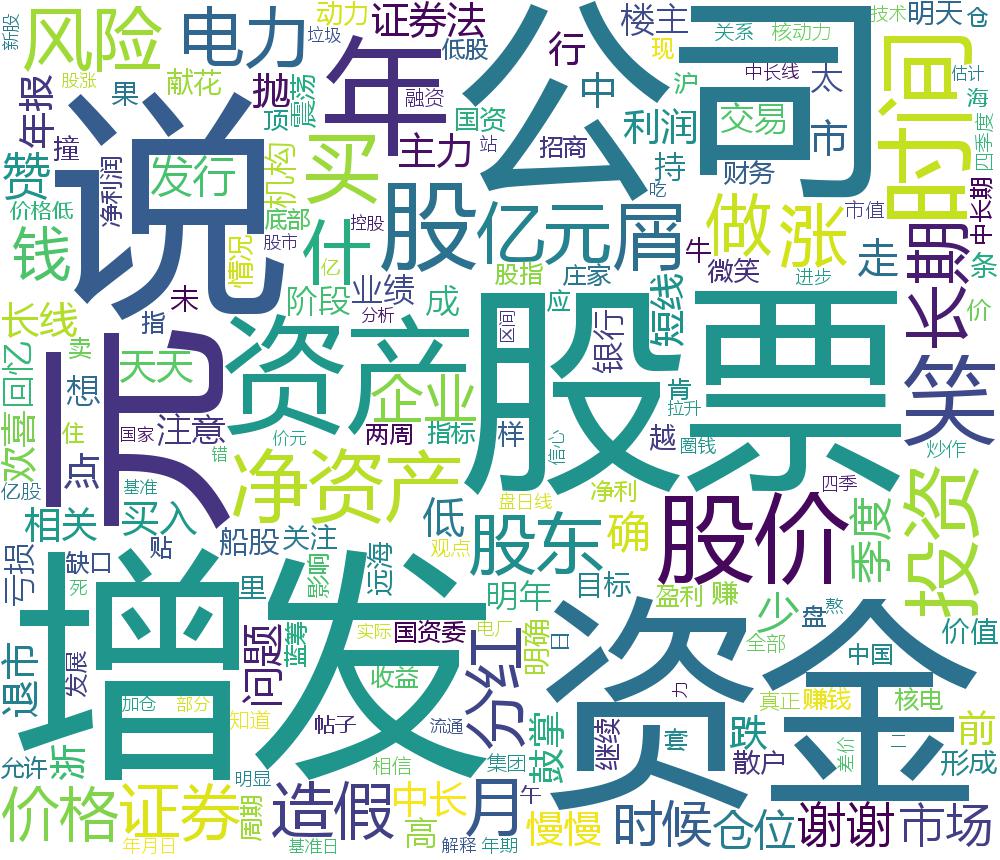 新股
风险
电力
垃圾
动力
证券法
低股
年
公司
行
楼主
现
关系
技术
核动力
明天
仓
股涨
年报
献花
果
抛
震荡
顶
融资
国资
主力
站
中
招商
沪
利润
中长线
交易
太
市
时间
估计
海
四季度
赞
撞
净利润
说
发行
机构
买
什
股
亿元
屑
持
财务
做
涨
市值
走
中长期
长期
条
价
价格低
钱
未
情况
底部
股市
控股
亿
吃
股指
庄家
应
牛
微笑
进步
笑
长线
指
阶段
业绩
成
分析
短线
银行
区间
回忆
卖
欢喜
住
想
点
天天
国家
注意
错
价元
资产
企业
两周
指标
样
信心
肯
越
拉升
圈钱
股票
炒作
元
亿股
基准
净资产
盘日线
净利
四季
投资
相关
买入
贴
船股
关注
低
股东
确
股价
季度
亏损
缺口
死
里
影响
远海
观点
明年
目标
盈利
赚
少
盘
熬
全部
价值
退市
发展
增发
问题
蓝筹
实际
国资委
电厂
分红
明确
日
资金
中国
力
真正
赚钱
核电
前
加仓
部分
知道
收益
帖子
流通
鼓掌
继续
套
跌
散户
差价
二
形成
允许
浙
明显
相信
集团
价格
证券
年月日
周期
造假
基准日
中长
高
解释
年期
月
午
慢慢
时候
仓位
谢谢
市场